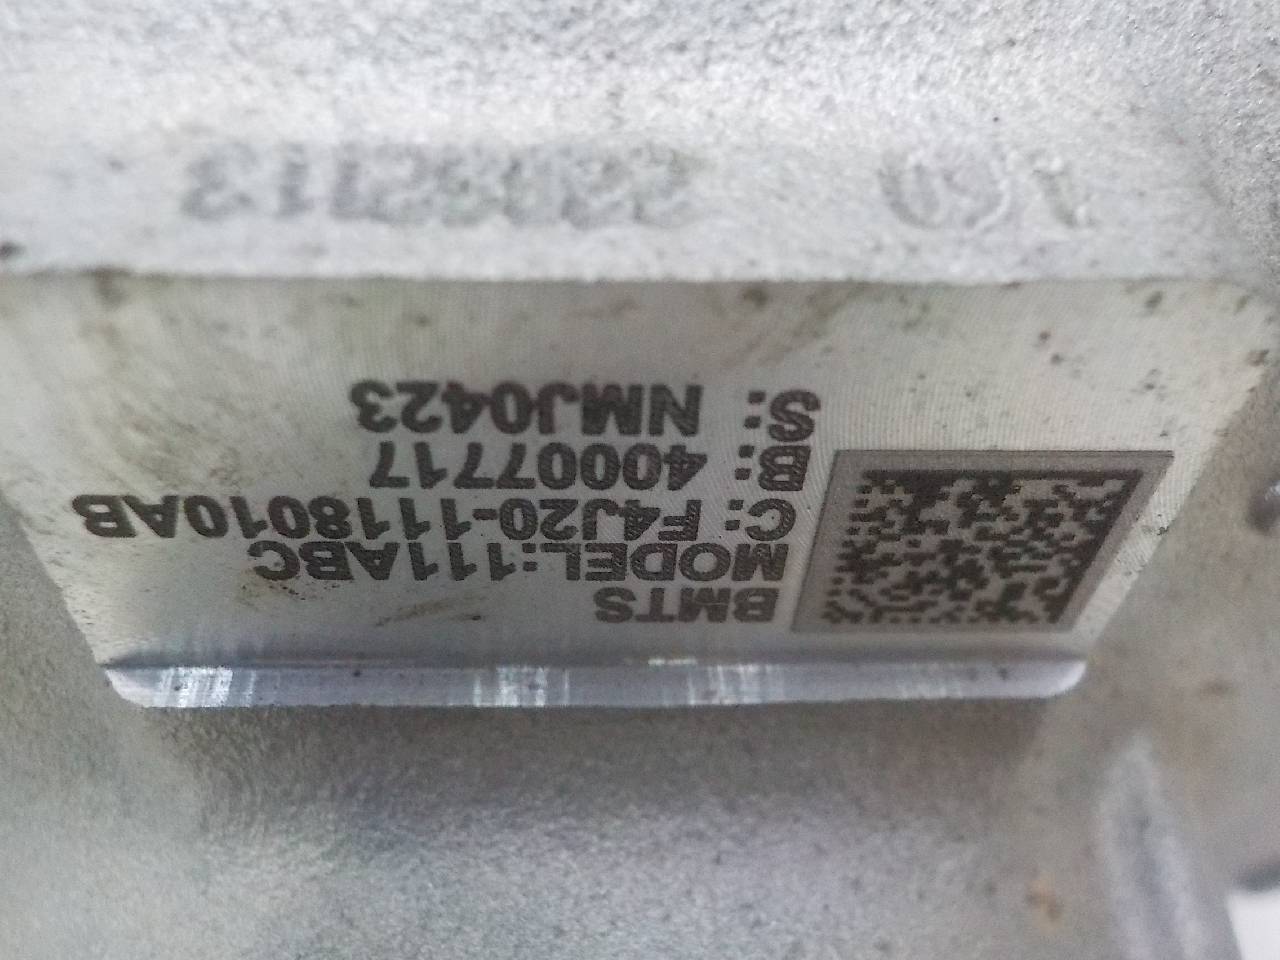 BMTS
MODEL:111ABC
C: F4J20-1118010AB
B: 40007717
S: NMJ0423